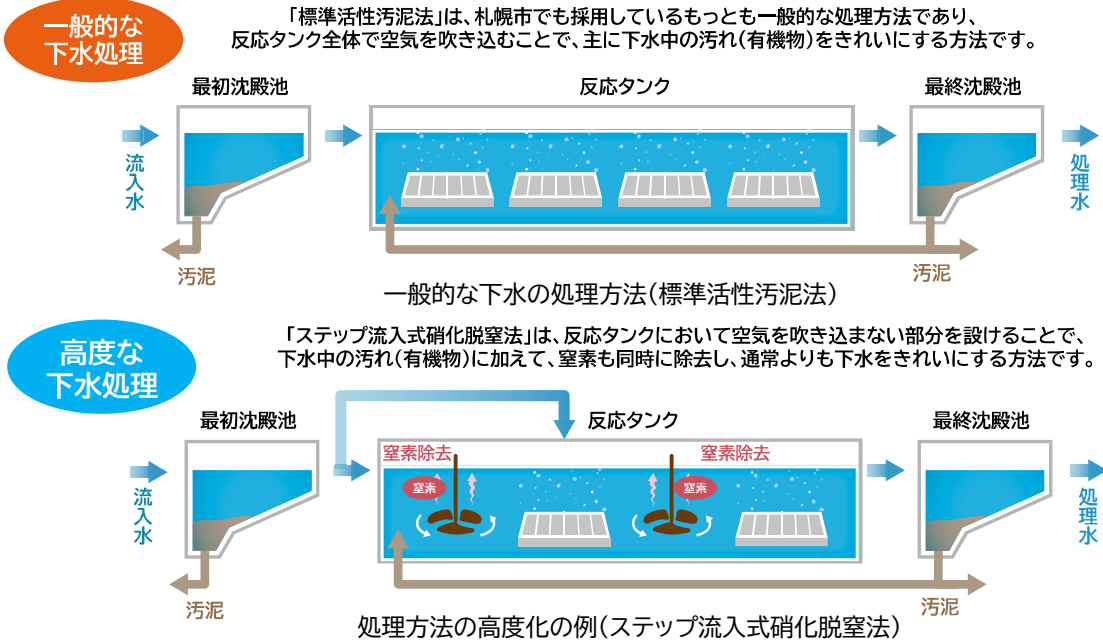 一般的な
下水処理
「標準活性汚泥法」は、札幌市でも採用しているもっとも一般的な処理方法であり、
反応タンク全体で空気を吹き込むことで、主に下水中の汚れ(有機物)をきれいにする方法です。
最初沈殿池
反応タンク
最終沈殿池
流入水
処理水
汚泥
汚泥
一般的な下水の処理方法(標準活性汚泥法)
高度な
下水処理
「ステップ流入式硝化脱窒法」は、反応タンクにおいて空気を吹き込まない部分を設けることで、
下水中の汚れ(有機物)に加えて、窒素も同時に除去し、通常よりも下水をきれいにする方法です。
最初沈殿池
反応タンク
最終沈殿池
窒素除去
窒素除去
窒素
窒素
流入水
処理水
汚泥
汚泥
処理方法の高度化の例(ステップ流入式硝化脱窒法)